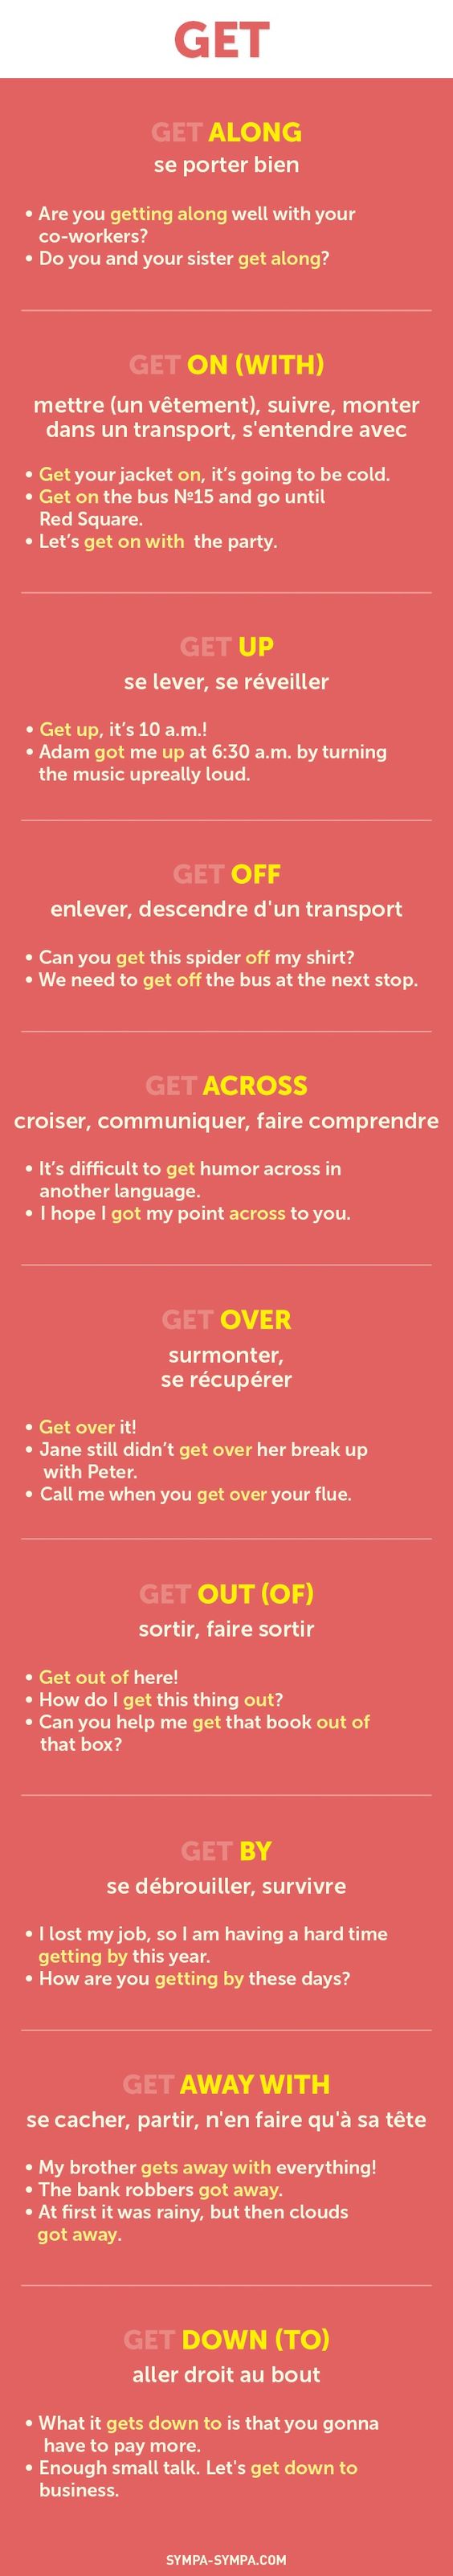 GET
GET ALONG
se porter bien
• Are you getting along well with your
co-workers?
• Do you and your sister get along?
GET ON (WITH)
mettre (un vêtement), suivre, monter
dans un transport, s'entendre avec
• Get your jacket on, it’s going to be cold.
• Get on the bus №15 and go until
Red Square.
• Let’s get on with the party.
GET UP
se lever, se réveiller
• Get up, it’s 10 a.m.!
• Adam got me up at 6:30 a.m. by turning
the music upreally loud.
GET OFF
enlever, descendre d'un transport
• Can you get this spider off my shirt?
• We need to get off the bus at the next stop.
GET ACROSS
croiser, communiquer, faire comprendre
• It’s difficult to get humor across in
another language.
• I hope I got my point across to you.
GET OVER
surmonter,
se récupérer
• Get over it!
• Jane still didn’t get over her break up
with Peter.
• Call me when you get over your flue.
GET OUT (OF)
sortir, faire sortir
• Get out of here!
• How do I get this thing out?
• Can you help me get that book out of
that box?
GET BY
se débrouiller, survivre
• I lost my job, so I am having a hard time
getting by this year.
• How are you getting by these days?
GET AWAY WITH
se cacher, partir, n'en faire qu'à sa tête
• My brother gets away with everything!
• The bank robbers got away.
• At first it was rainy, but then clouds
got away.
GET DOWN (TO)
aller droit au bout
• What it gets down to is that you gonna
have to pay more.
• Enough small talk. Let's get down to
business.
SYMPA-SYMPA.COM